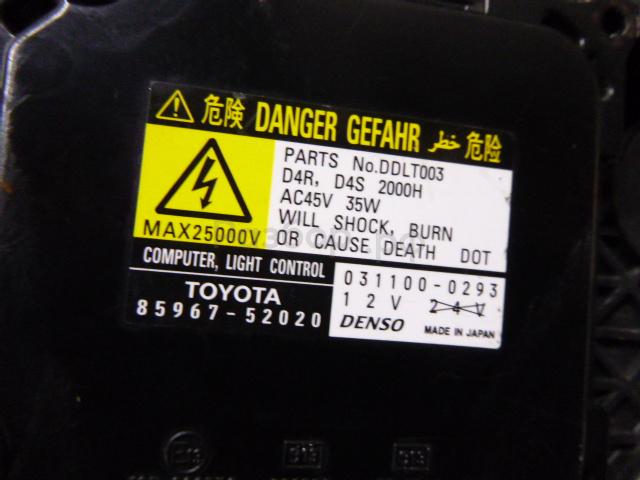 危険 DANGER GEFAHR خطر 危险
PARTS No.DDLT003
D4R, D4S 2000H
AC45V 35W
WILL SHOCK, BURN
OR CAUSE DEATH DOT
MAX25000V
COMPUTER, LIGHT CONTROL
TOYOTA
85967-52020
031100-0293
12V 24V
DENSO MADE IN JAPAN